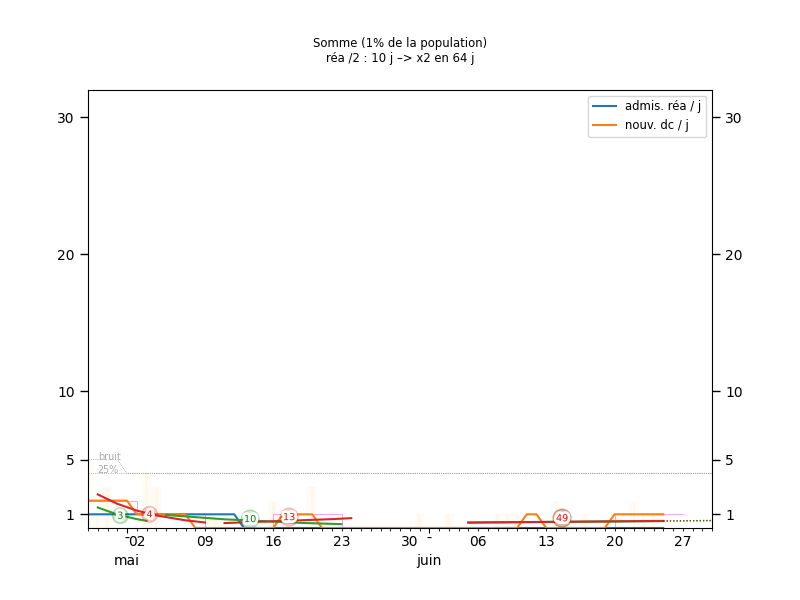 Somme (1% de la population)
réa /2 : 10 j –> x2 en 64 j
admis. réa / j
nouv. dc / j
30 30
20 20
10 10
5 5
1 1
bruit
25%
3 4 10 13 49
02 09 16 23 30 06 13 20 27
mai juin